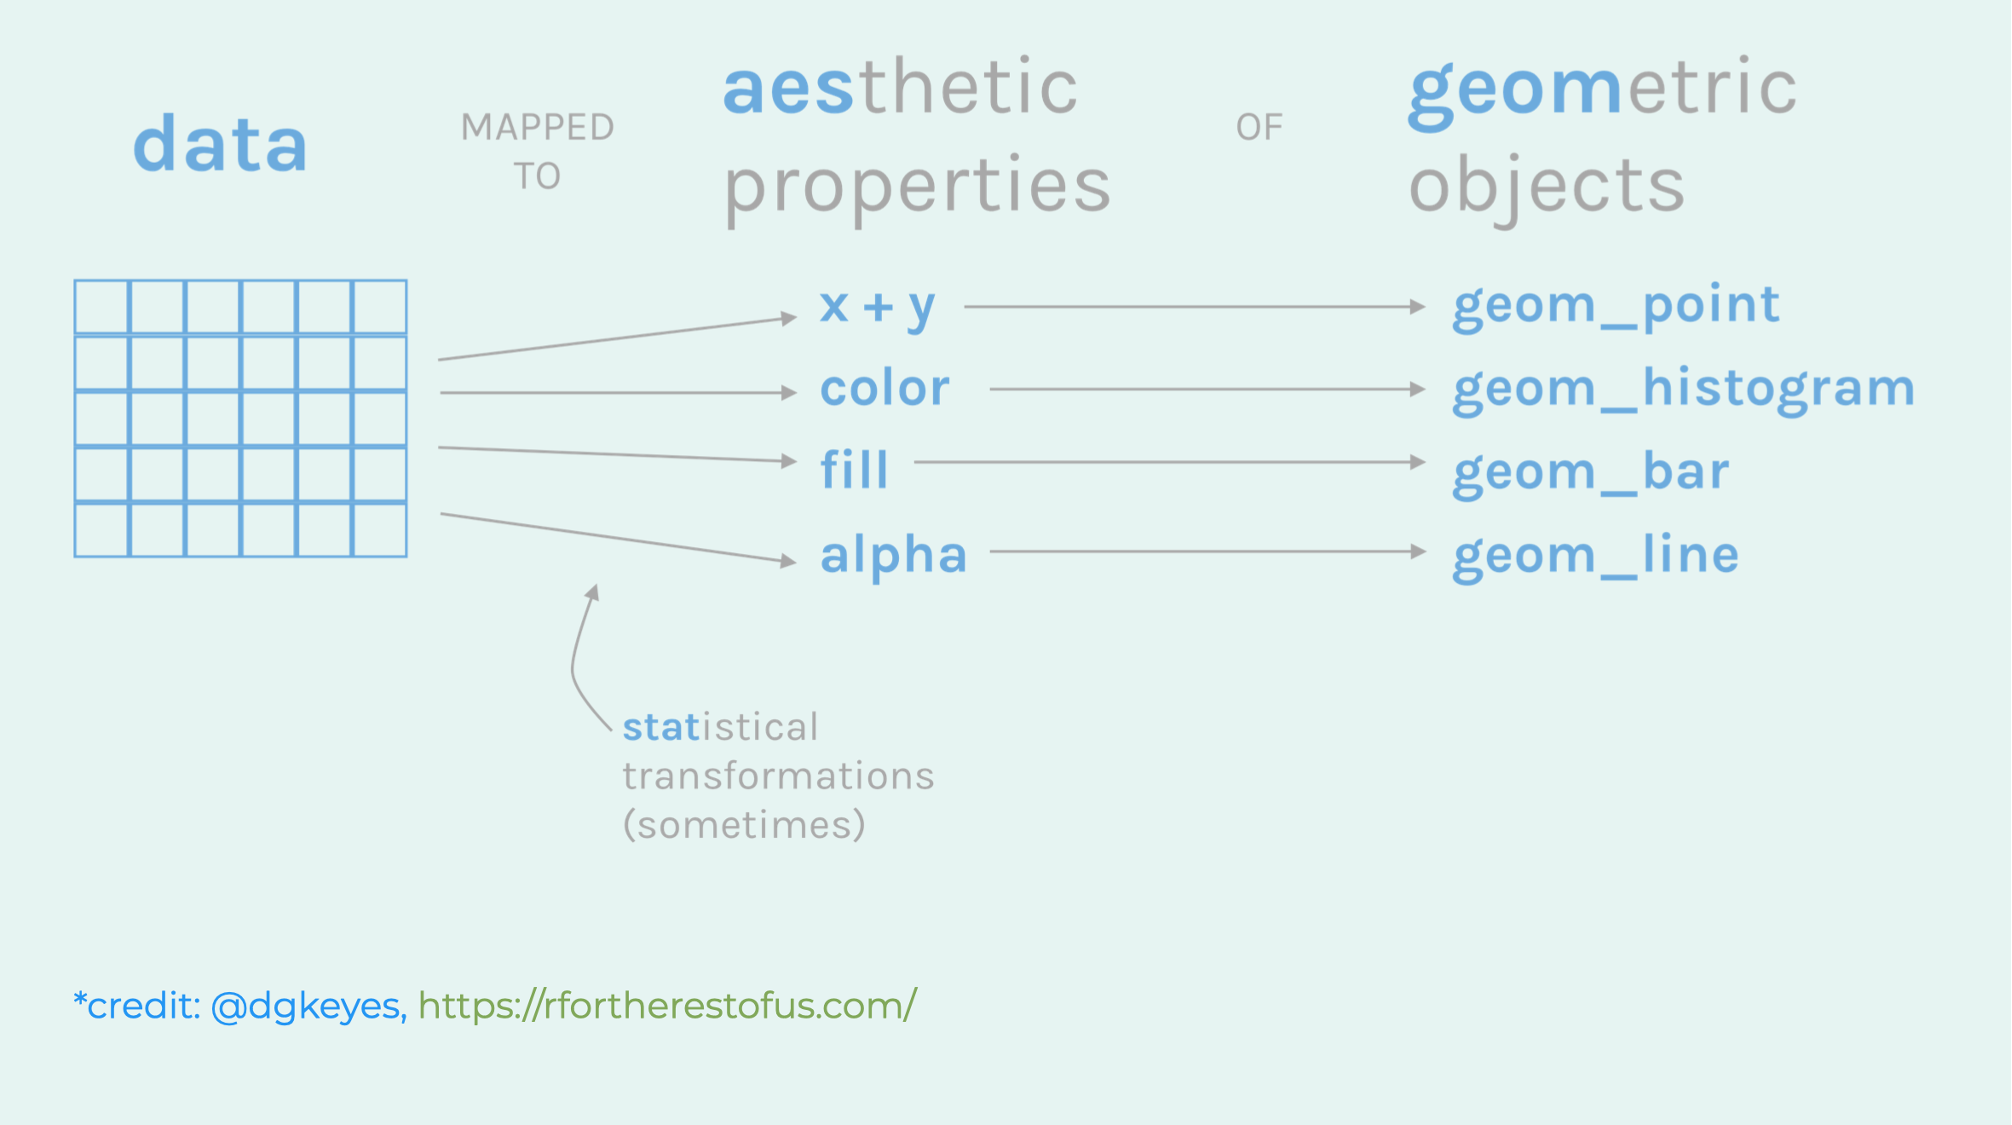 data
MAPPED
TO
aesthetic
properties
OF
geometric
objects
x + y
geom_point
color
geom_histogram
fill
geom_bar
alpha
geom_line
statistical
transformations
(sometimes)
*credit: @dgkeyes, https://rfortherestofus.com/